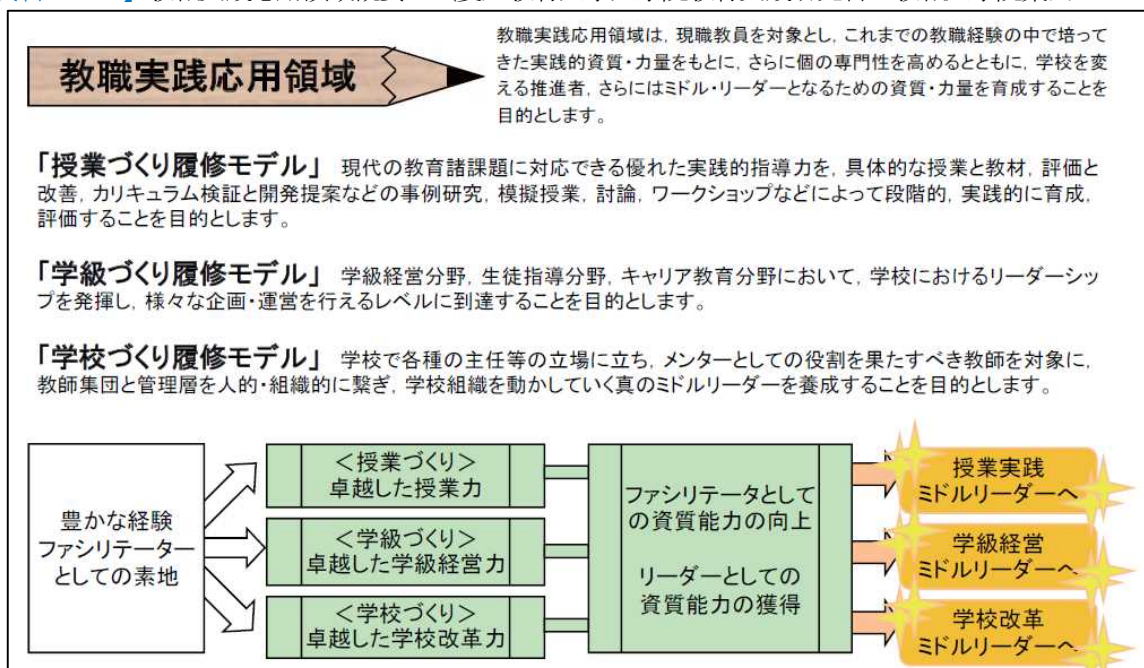 教職実践応用領域は，現職教員を対象とし，これまでの教職経験の中で培って
きた実践的資質・力量をもとに，さらに個の専門性を高めるとともに，学校を変
える推進者，さらにはミドル・リーダーとなるための資質・力量を育成することを
目的とします。
教職実践応用領域
「授業づくり履修モデル」 現代の教育諸課題に対応できる優れた実践的指導力を，具体的な授業と教材，評価と
改善，カリキュラム検証と開発提案などの事例研究，模擬授業，討論，ワークショップなどによって段階的，実践的に育成，
評価することを目的とします。
「学級づくり履修モデル」 学級経営分野，生徒指導分野，キャリア教育分野において，学校におけるリーダーシッ
プを発揮し，様々な企画・運営を行えるレベルに到達することを目的とします。
「学校づくり履修モデル」 学校で各種の主任等の立場に立ち，メンターとしての役割を果たすべき教師を対象に，
教師集団と管理層を人的・組織的に繋ぎ，学校組織を動かしていく真のミドルリーダーを養成することを目的とします。
豊かな経験
ファシリテーター
としての素地
＜授業づくり＞
卓越した授業力
＜学級づくり＞
卓越した学級経営力
＜学校づくり＞
卓越した学校改革力
ファシリテータとして
の資質能力の向上
リーダーとしての
資質能力の獲得
授業実践
ミドルリーダーへ
学級経営
ミドルリーダーへ
学校改革
ミドルリーダーへ